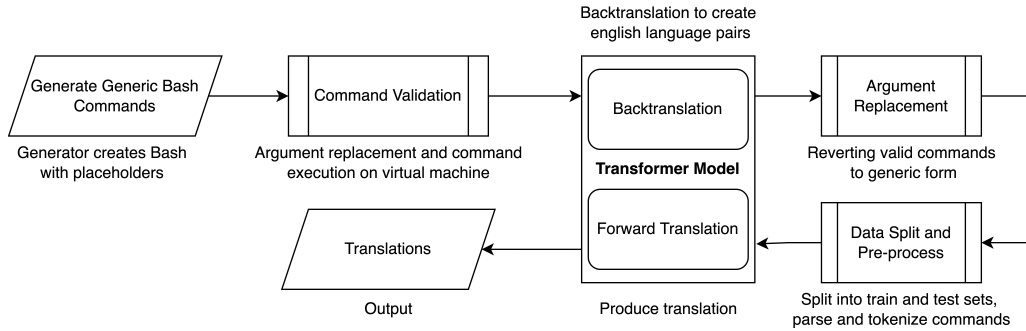 Backtranslation to create
english language pairs
Generate Generic Bash
Commands
Command Validation
Backtranslation
Argument
Replacement
Generator creates Bash
with placeholders
Argument replacement and command
execution on virtual machine
Transformer Model
Reverting valid commands
to generic form
Translations
Forward Translation
Data Split and
Pre-process
Output
Produce translation
Split into train and test sets,
parse and tokenize commands